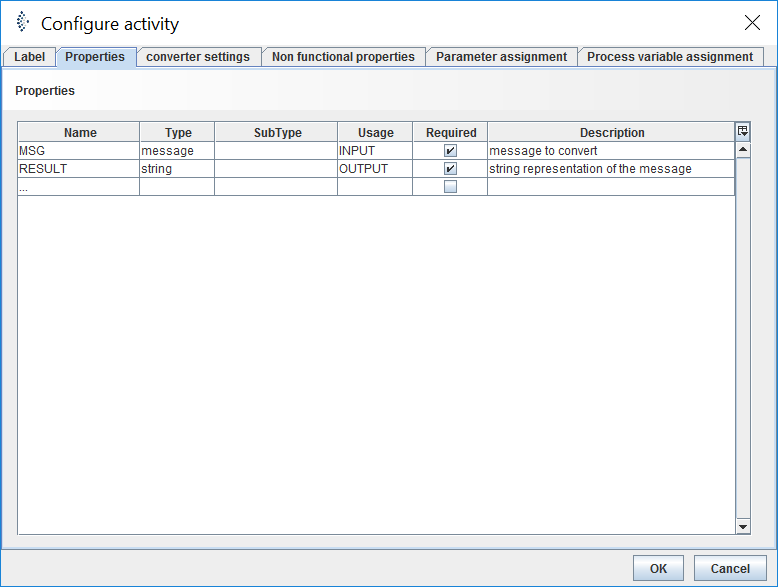 Configure activity
Label Properties converter settings Non functional properties Parameter assignment Process variable assignment
Properties
Name Type SubType Usage Required Description
MSG message INPUT message to convert
RESULT string OUTPUT string representation of the message
...
OK Cancel